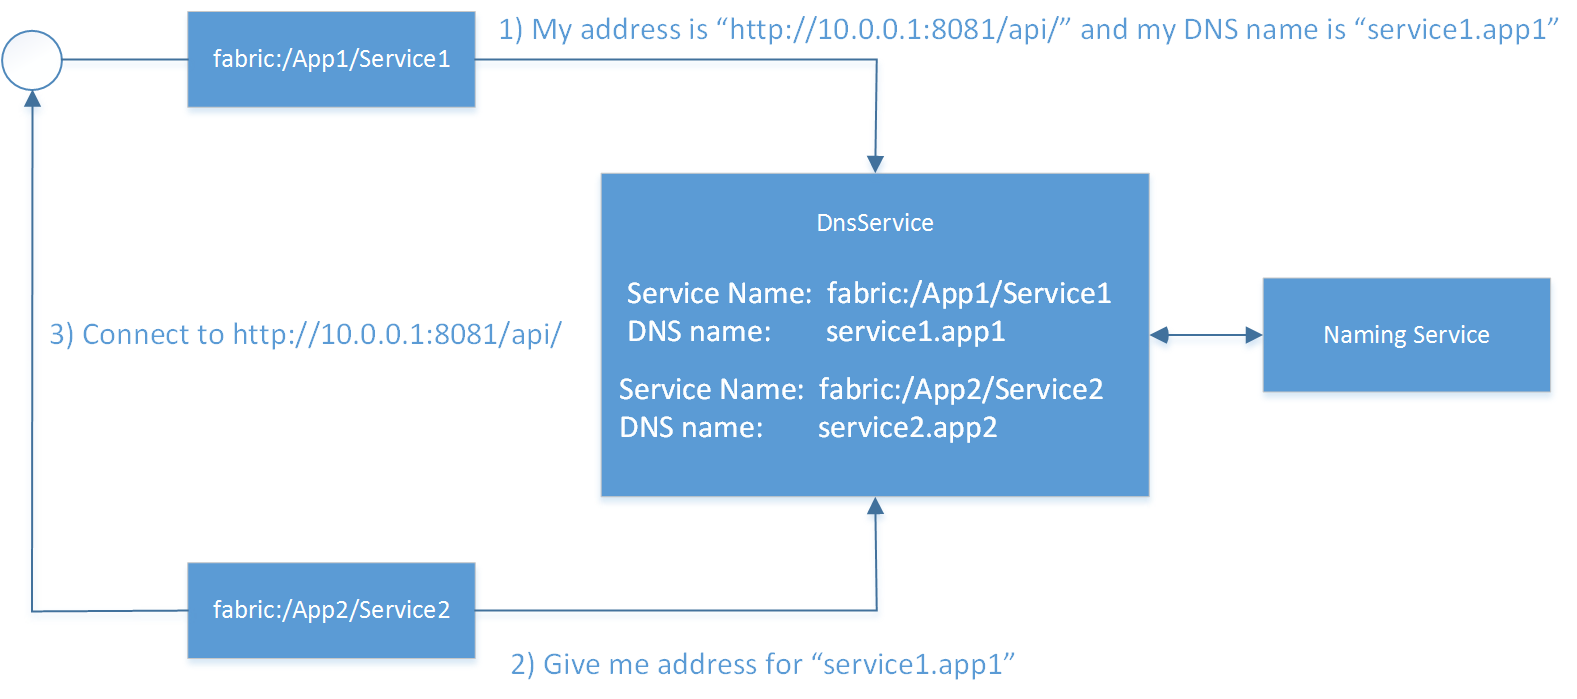 1) My address is “http://10.0.0.1:8081/api/” and my DNS name is “service1.app1”
fabric:/App1/Service1
DnsService
Service Name: fabric:/App1/Service1
DNS name: service1.app1
Service Name: fabric:/App2/Service2
DNS name: service2.app2
Naming Service
3) Connect to http://10.0.0.1:8081/api/
fabric:/App2/Service2
2) Give me address for “service1.app1”